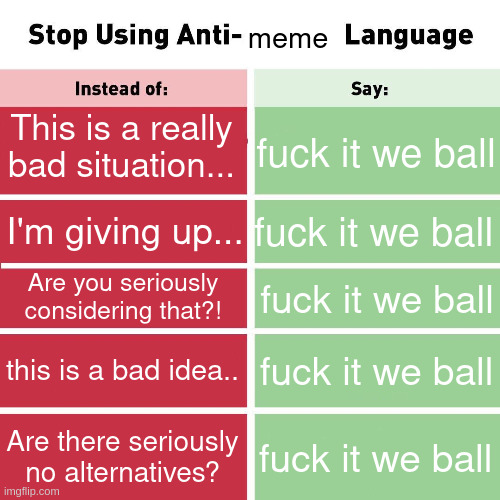 Stop Using Anti-meme Language
Instead of:
Say:
This is a really
bad situation...
fuck it we ball
I'm giving up...
fuck it we ball
Are you seriously
considering that?!
fuck it we ball
this is a bad idea..
fuck it we ball
Are there seriously
no alternatives?
fuck it we ball
imgflip.com